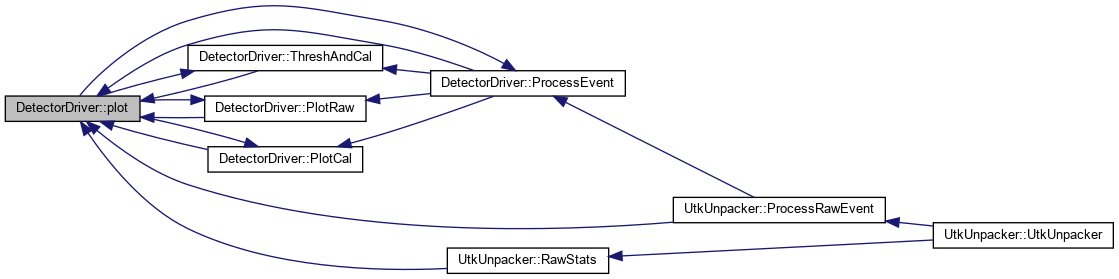 DetectorDriver::plot
DetectorDriver::ThreshAndCal
DetectorDriver::PlotRaw
DetectorDriver::PlotCal
DetectorDriver::ProcessEvent
UtkUnpacker::RawStats
UtkUnpacker::ProcessRawEvent
UtkUnpacker::UtkUnpacker